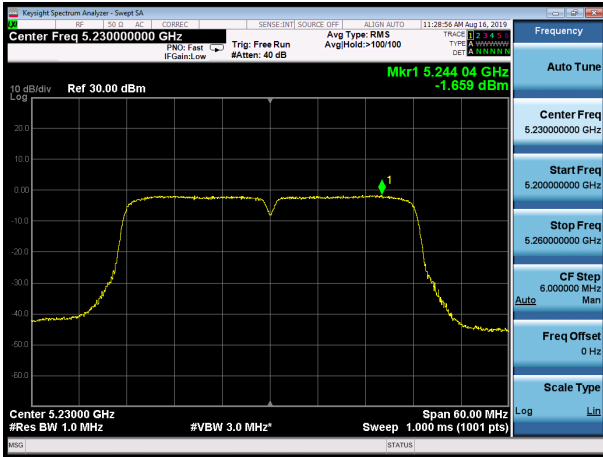 Keysight Spectrum Analyzer - Swept SA
RF 50 Ω AC CORREC SENSE:INT SOURCE OFF ALIGN AUTO 11:28:56 AM Aug 16, 2019
Center Freq 5.230000000 GHz
PNO: Fast
IFGain:Low
Trig: Free Run
#Atten: 40 dB
Avg Type: RMS
Avg|Hold:>100/100
TRACE 1 2 3 4 5 6
TYPE A WWWWW
DET A N N N N N
Mkr1 5.244 04 GHz
-1.659 dBm
10 dB/div Ref 30.00 dBm
Log
20.0
10.0
0.00
-10.0
-20.0
-30.0
-40.0
-50.0
-60.0
1
Center 5.23000 GHz Span 60.00 MHz
#Res BW 1.0 MHz #VBW 3.0 MHz* Sweep 1.000 ms (1001 pts)
MSG STATUS
Frequency
Auto Tune
Center Freq
5.230000000 GHz
Start Freq
5.200000000 GHz
Stop Freq
5.260000000 GHz
CF Step
6.000000 MHz
Auto Man
Freq Offset
0 Hz
Scale Type
Log Lin